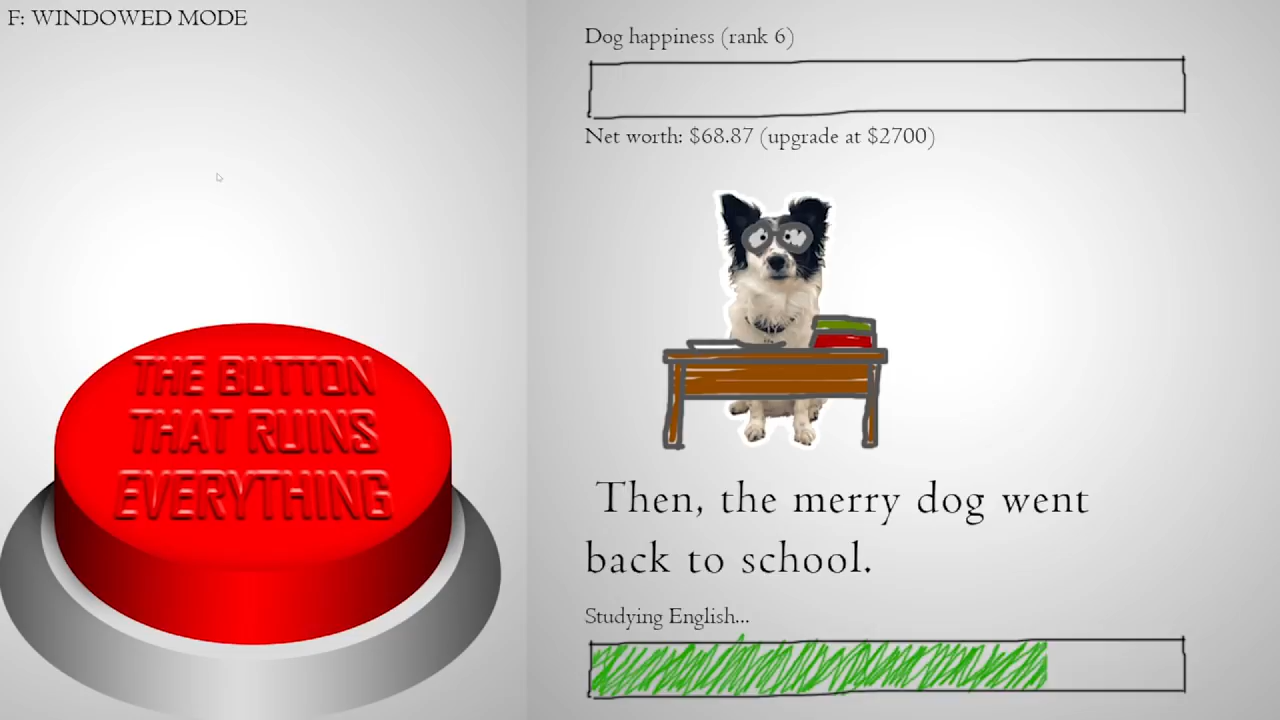 F: WINDOWED MODE
THE BUTTON
THAT RUINS
EVERYTHING
Dog happiness (rank 6)
Net worth: $68.87 (upgrade at $2700)
Then, the merry dog went
back to school.
Studying English...